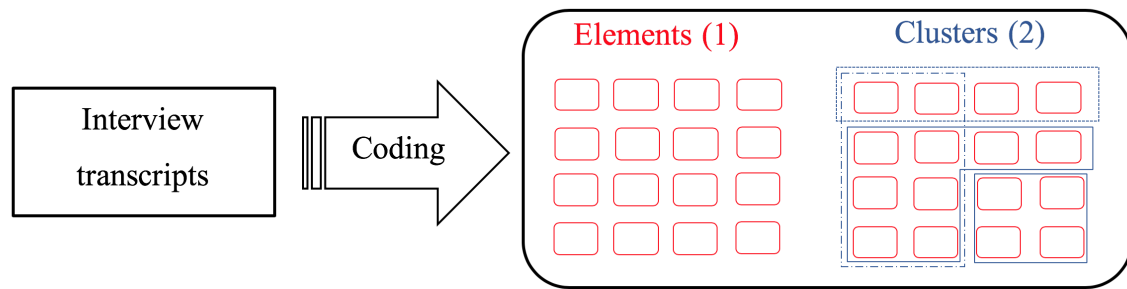 Interview
transcripts
Coding
Elements (1)
Clusters (2)